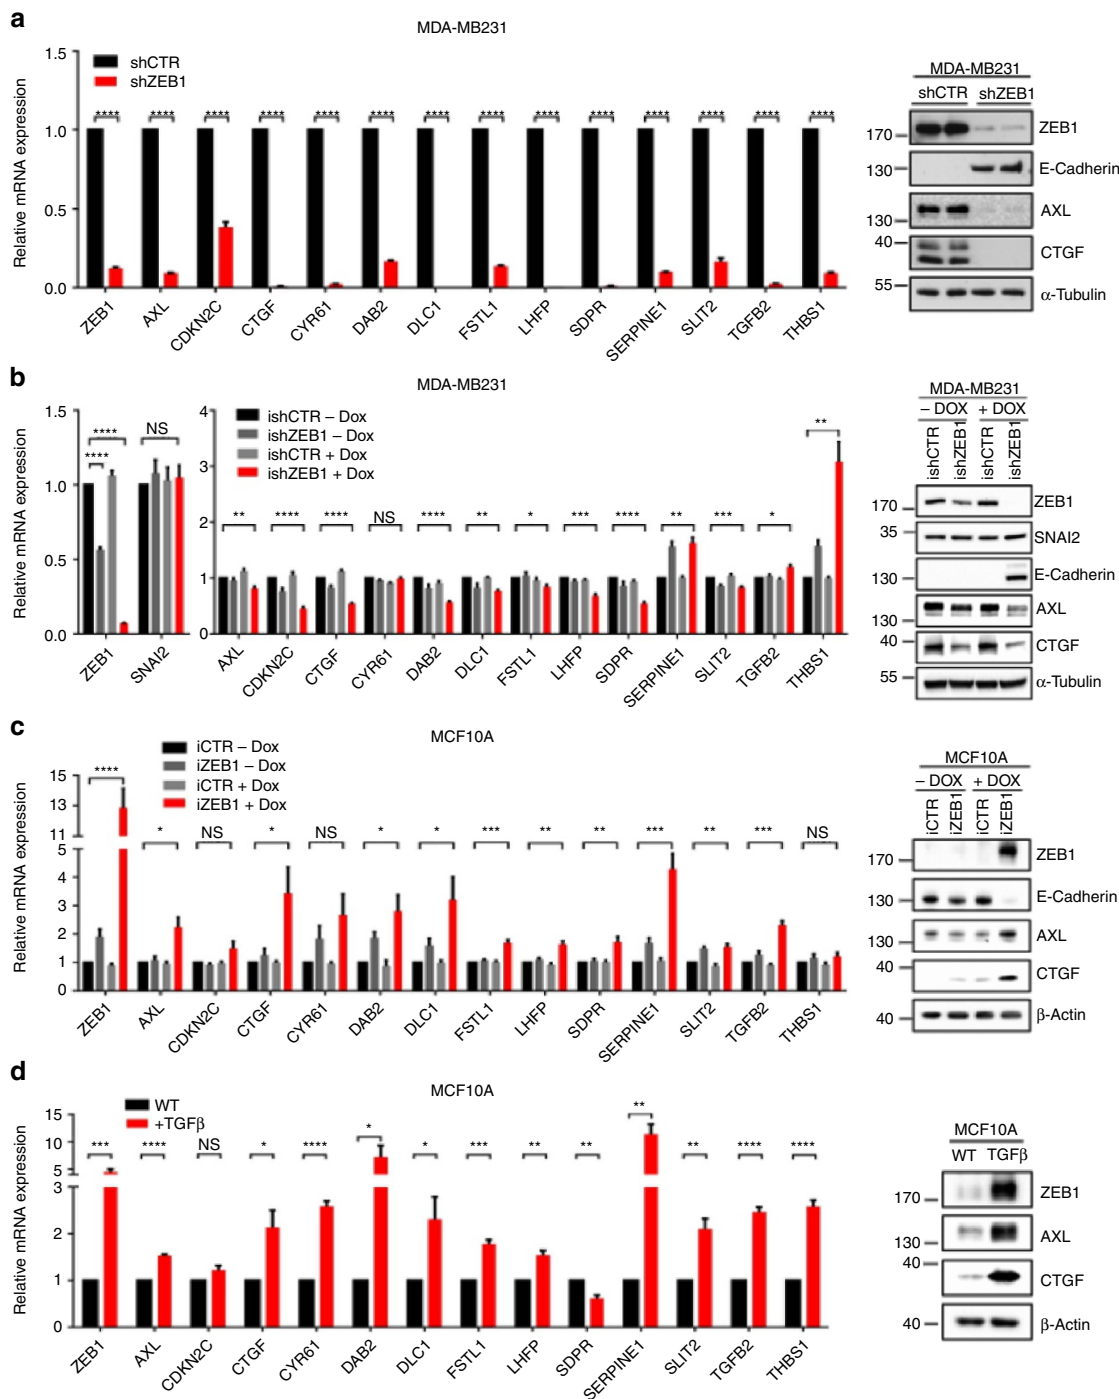 a
MDA-MB231
Relative mRNA expression
1.5
1.0
0.5
0.0
shCTR
shZEB1
**** **** **** **** **** **** **** **** **** **** **** **** **** ****
ZEB1 AXL CDKN2C CTGF CYR61 DAB2 DLC1 FSTL1 LHFP SDPR SERPINE1 SLIT2 TGFB2 THBS1
MDA-MB231
shCTR shZEB1
170 ZEB1
130 E-Cadherin
130 AXL
40 CTGF
55 α-Tubulin
b
MDA-MB231
Relative mRNA expression
1.5
1.0
0.5
0.0
**** **** NS
ZEB1 SNAI2
4
3
2
1
0
ishCTR – Dox
ishZEB1 – Dox
ishCTR + Dox
ishZEB1 + Dox
** **** **** NS **** ** * *** **** ** *** * **
AXL CDKN2C CTGF CYR61 DAB2 DLC1 FSTL1 LHFP SDPR SERPINE1 SLIT2 TGFB2 THBS1
MDA-MB231
– DOX + DOX
ishCTR ishZEB1 ishCTR ishZEB1
170 ZEB1
35 SNAI2
130 E-Cadherin
130 AXL
40 CTGF
55 α-Tubulin
c
MCF10A
Relative mRNA expression
15
13
11
5
4
3
2
1
0
iCTR – Dox
iZEB1 – Dox
iCTR + Dox
iZEB1 + Dox
**** * NS * NS * * *** ** ** *** ** *** NS
ZEB1 AXL CDKN2C CTGF CYR61 DAB2 DLC1 FSTL1 LHFP SDPR SERPINE1 SLIT2 TGFB2 THBS1
MCF10A
– DOX + DOX
iCTR iZEB1 iCTR iZEB1
170 ZEB1
130 E-Cadherin
130 AXL
40 CTGF
40 β-Actin
d
MCF10A
Relative mRNA expression
15
10
5
3
2
1
0
WT
+TGFβ
*** **** NS * **** * * *** ** ** ** ** **** ****
ZEB1 AXL CDKN2C CTGF CYR61 DAB2 DLC1 FSTL1 LHFP SDPR SERPINE1 SLIT2 TGFB2 THBS1
MCF10A
WT TGFβ
170 ZEB1
130 AXL
40 CTGF
40 β-Actin